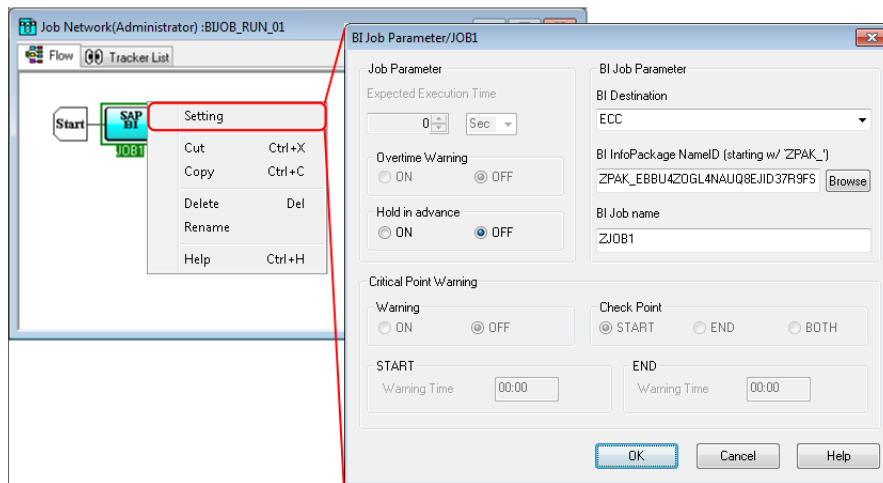 Job Network(Administrator) :BIJOB_RUN_01
Flow
Tracker List
Start
SAP
BI
JOB1
Setting
Cut Ctrl+X
Copy Ctrl+C
Delete Del
Rename
Help Ctrl+H
BI Job Parameter/JOB1
Job Parameter
Expected Execution Time
0 Sec
Overtime Warning
ON OFF
Hold in advance
ON OFF
BI Job Parameter
BI Destination
ECC
BI InfoPackage NameID (starting w/ 'ZPAK_')
ZPAK_EBBU4ZOGL4NAUQ8EJID37R9FS Browse
BI Job name
ZJOB1
Critical Point Warning
Warning
ON OFF
Check Point
START END BOTH
START
Warning Time 00:00
END
Warning Time 00:00
OK Cancel Help